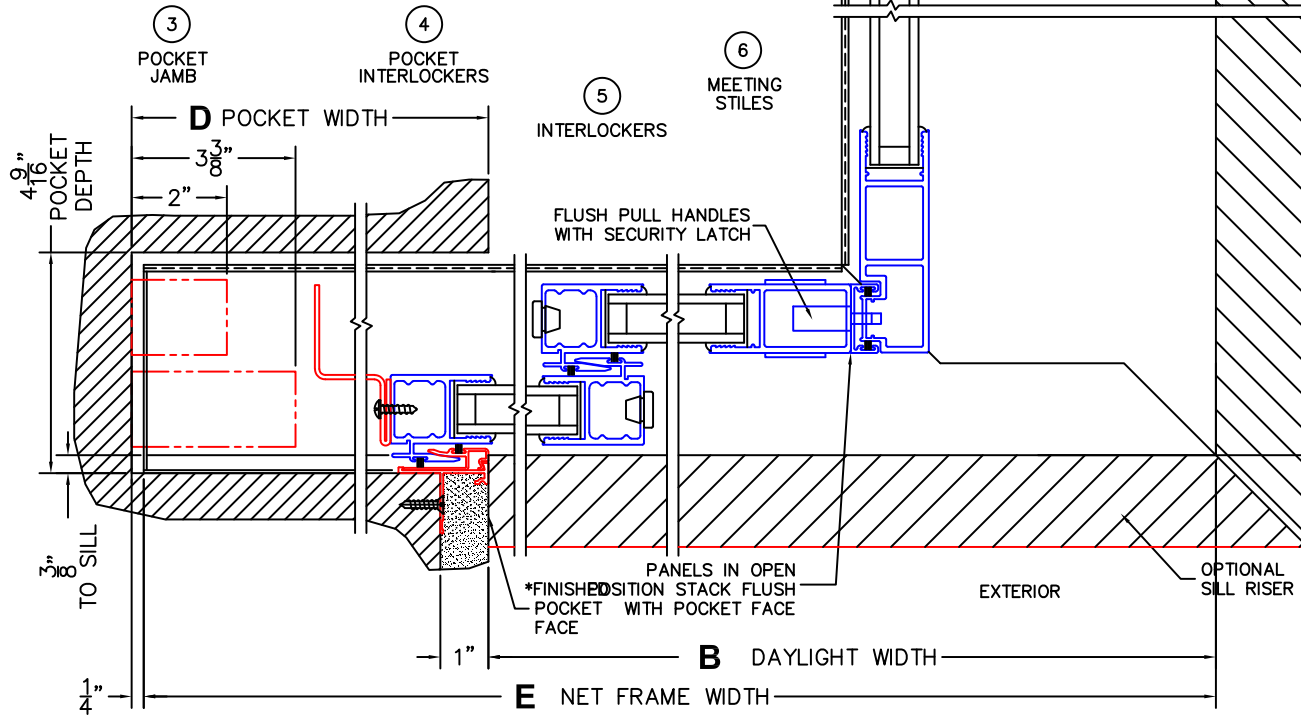 3
POCKET
JAMB
4
POCKET
INTERLOCKERS
5
INTERLOCKERS
6
MEETING
STILES
D POCKET WIDTH
3 3/8"
2"
4 9/16"
POCKET
DEPTH
FLUSH PULL HANDLES
WITH SECURITY LATCH
3/8"
TO SILL
*FINISHED
POCKET
FACE
PANELS IN OPEN
POSITION STACK FLUSH
WITH POCKET FACE
EXTERIOR
OPTIONAL
SILL RISER
1"
B DAYLIGHT WIDTH
1/4"
E NET FRAME WIDTH